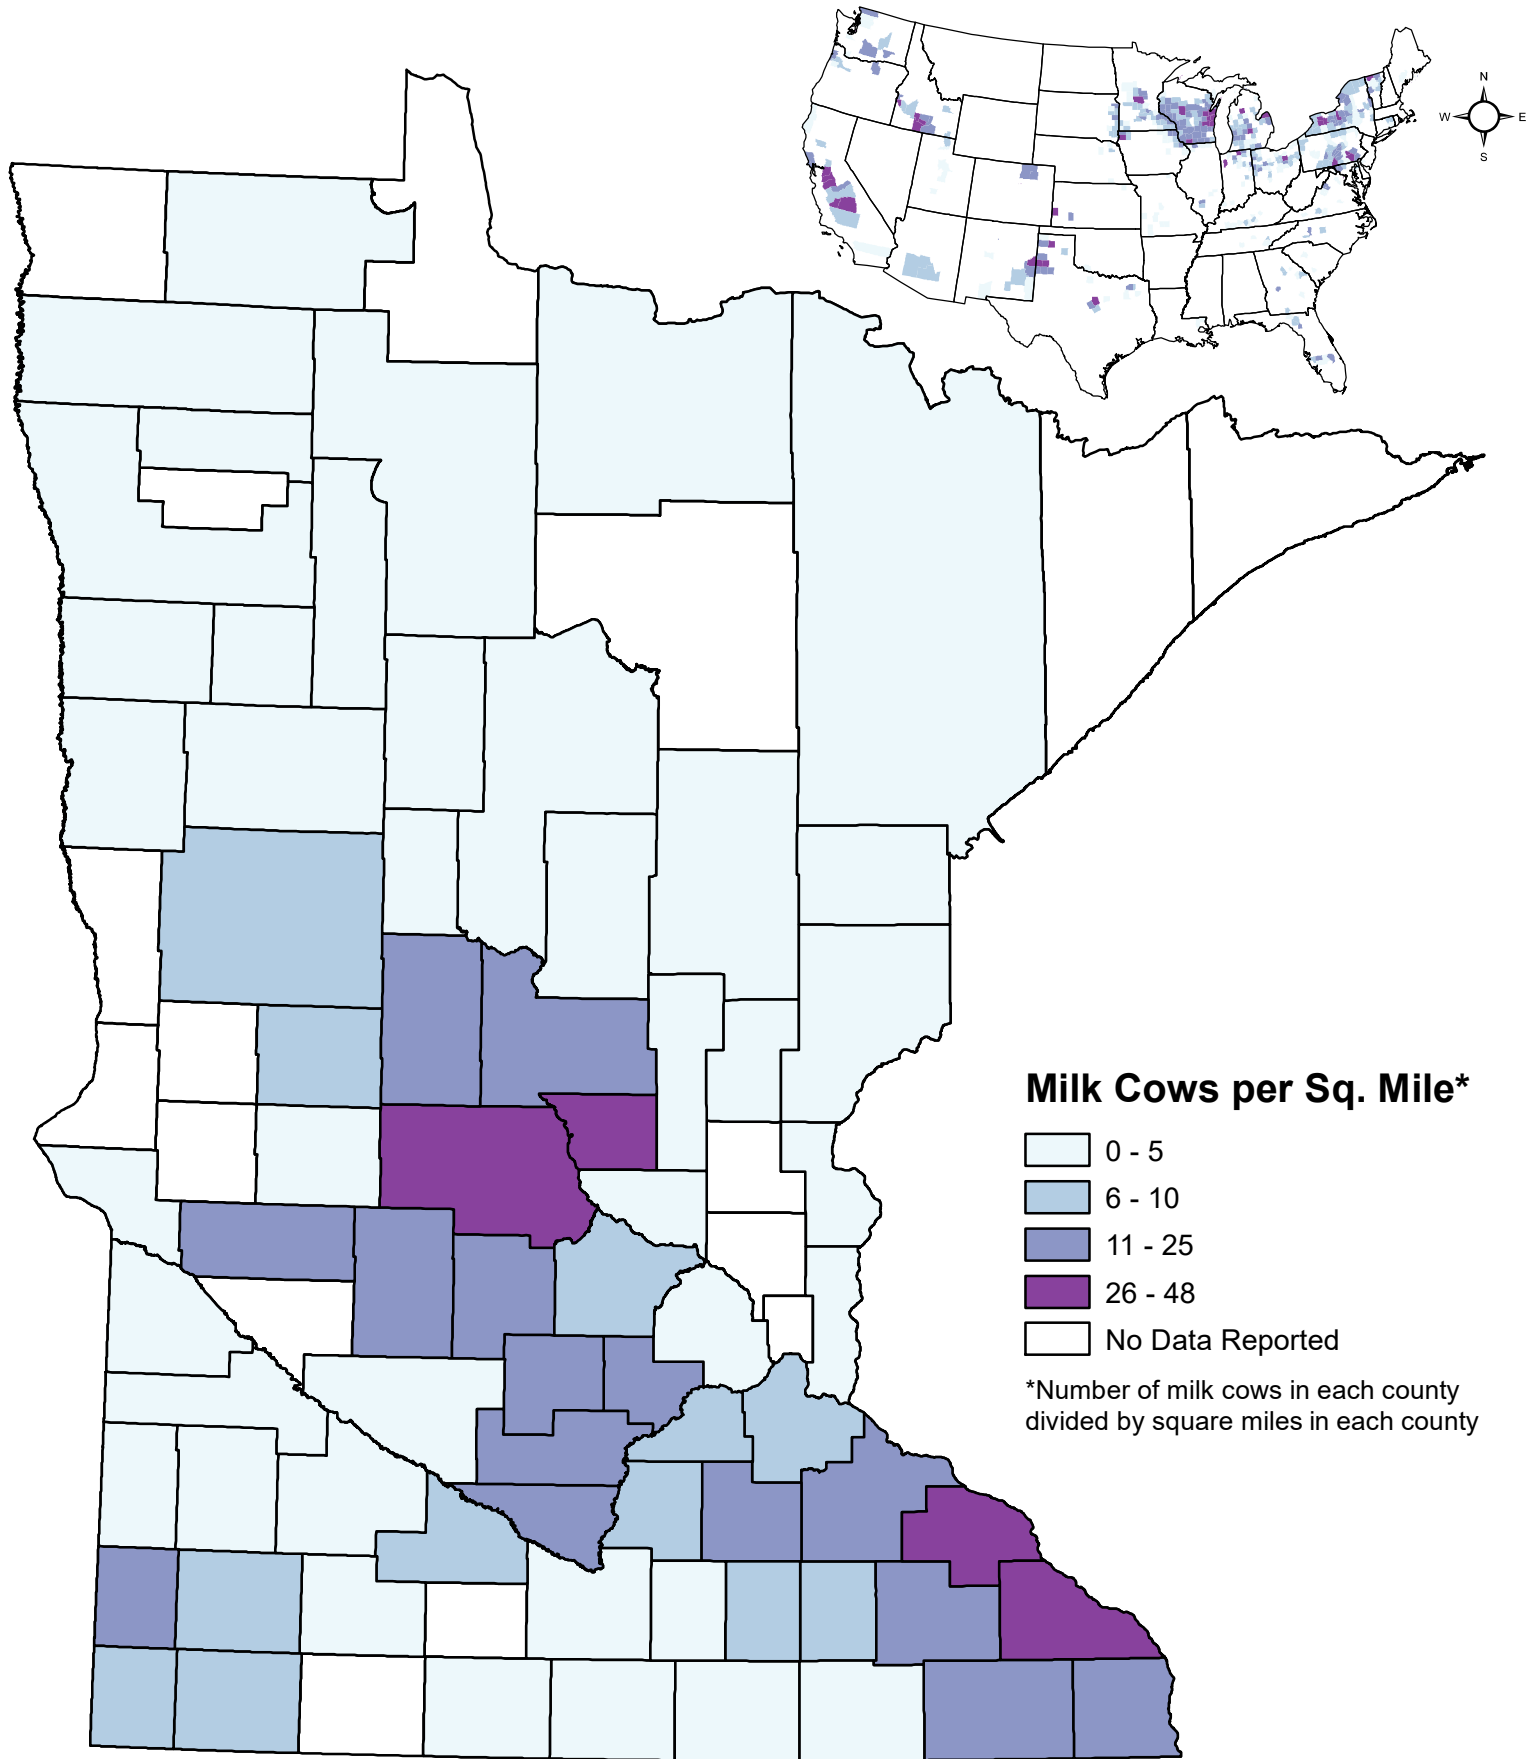 N
W E
S
Milk Cows per Sq. Mile*
0 - 5
6 - 10
11 - 25
26 - 48
No Data Reported
*Number of milk cows in each county
divided by square miles in each county